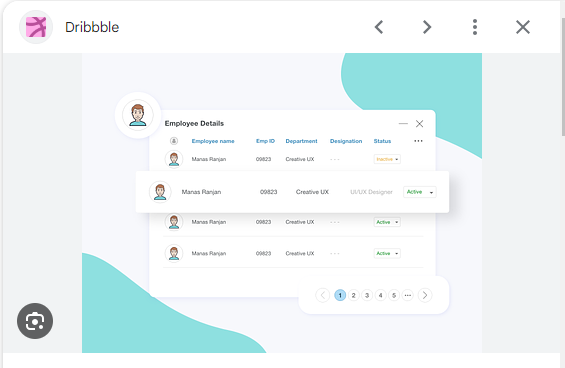 Dribbble
Employee Details
Employee name Emp ID Department Designation Status
Manas Ranjan 09823 Creative UX --- Inactive
Manas Ranjan 09823 Creative UX UI/UX Designer Active
Manas Ranjan 09823 Creative UX --- Active
Manas Ranjan 09823 Creative UX --- Active
1 2 3 4 5 •••